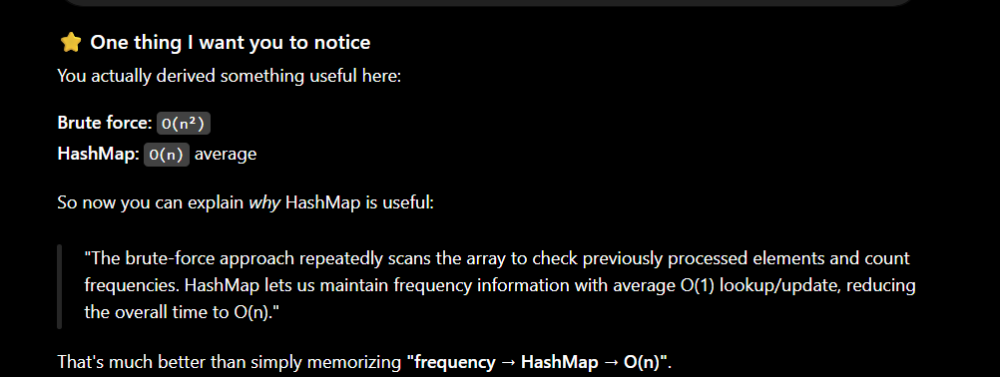 ⭐ One thing I want you to notice
You actually derived something useful here:
Brute force: O(n²)
HashMap: O(n) average
So now you can explain why HashMap is useful:
"The brute-force approach repeatedly scans the array to check previously processed elements and count
frequencies. HashMap lets us maintain frequency information with average O(1) lookup/update, reducing
the overall time to O(n)."
That's much better than simply memorizing "frequency → HashMap → O(n)".